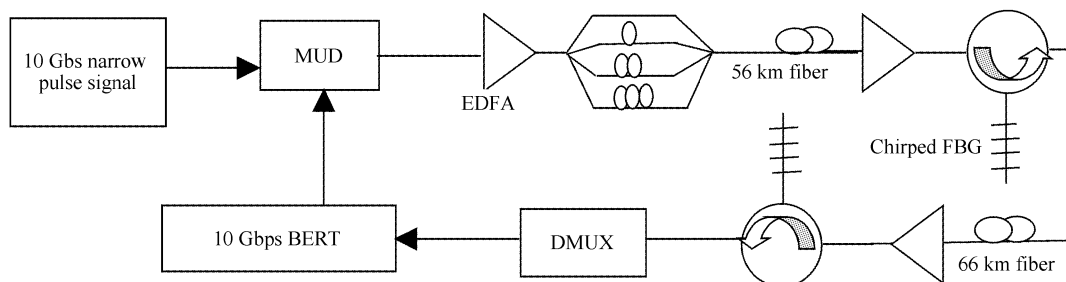 10 Gbs narrow
pulse signal
MUD
EDFA
56 km fiber
Chirped FBG
10 Gbps BERT
DMUX
66 km fiber